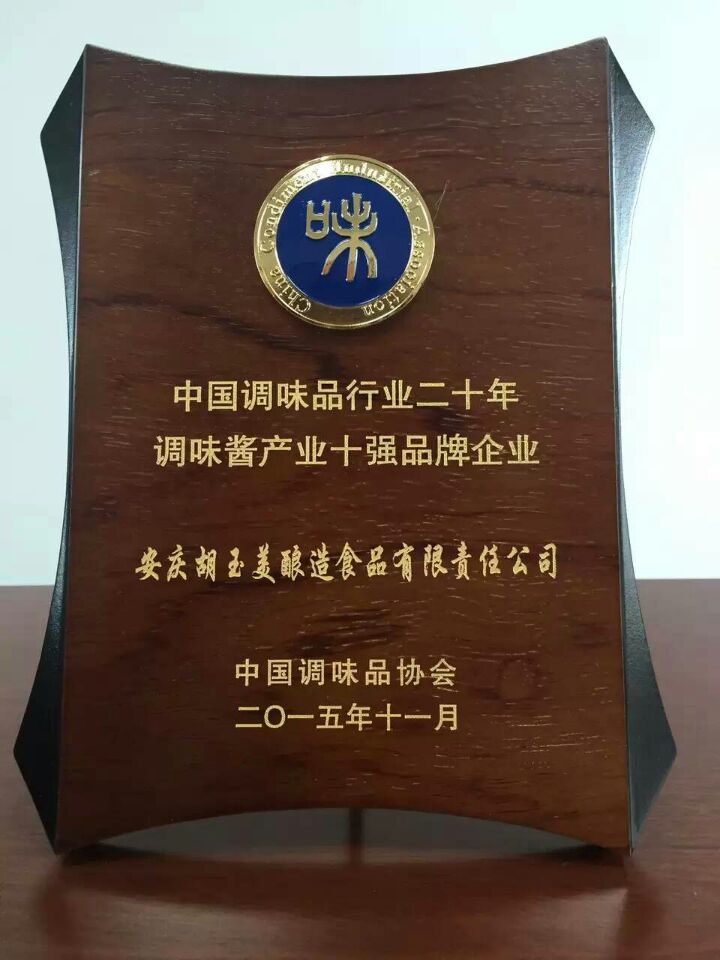 China Condiment Industrial Association
味
中国调味品行业二十年
调味酱产业十强品牌企业
安庆胡玉美酿造食品有限责任公司
中国调味品协会
二〇一五年十一月